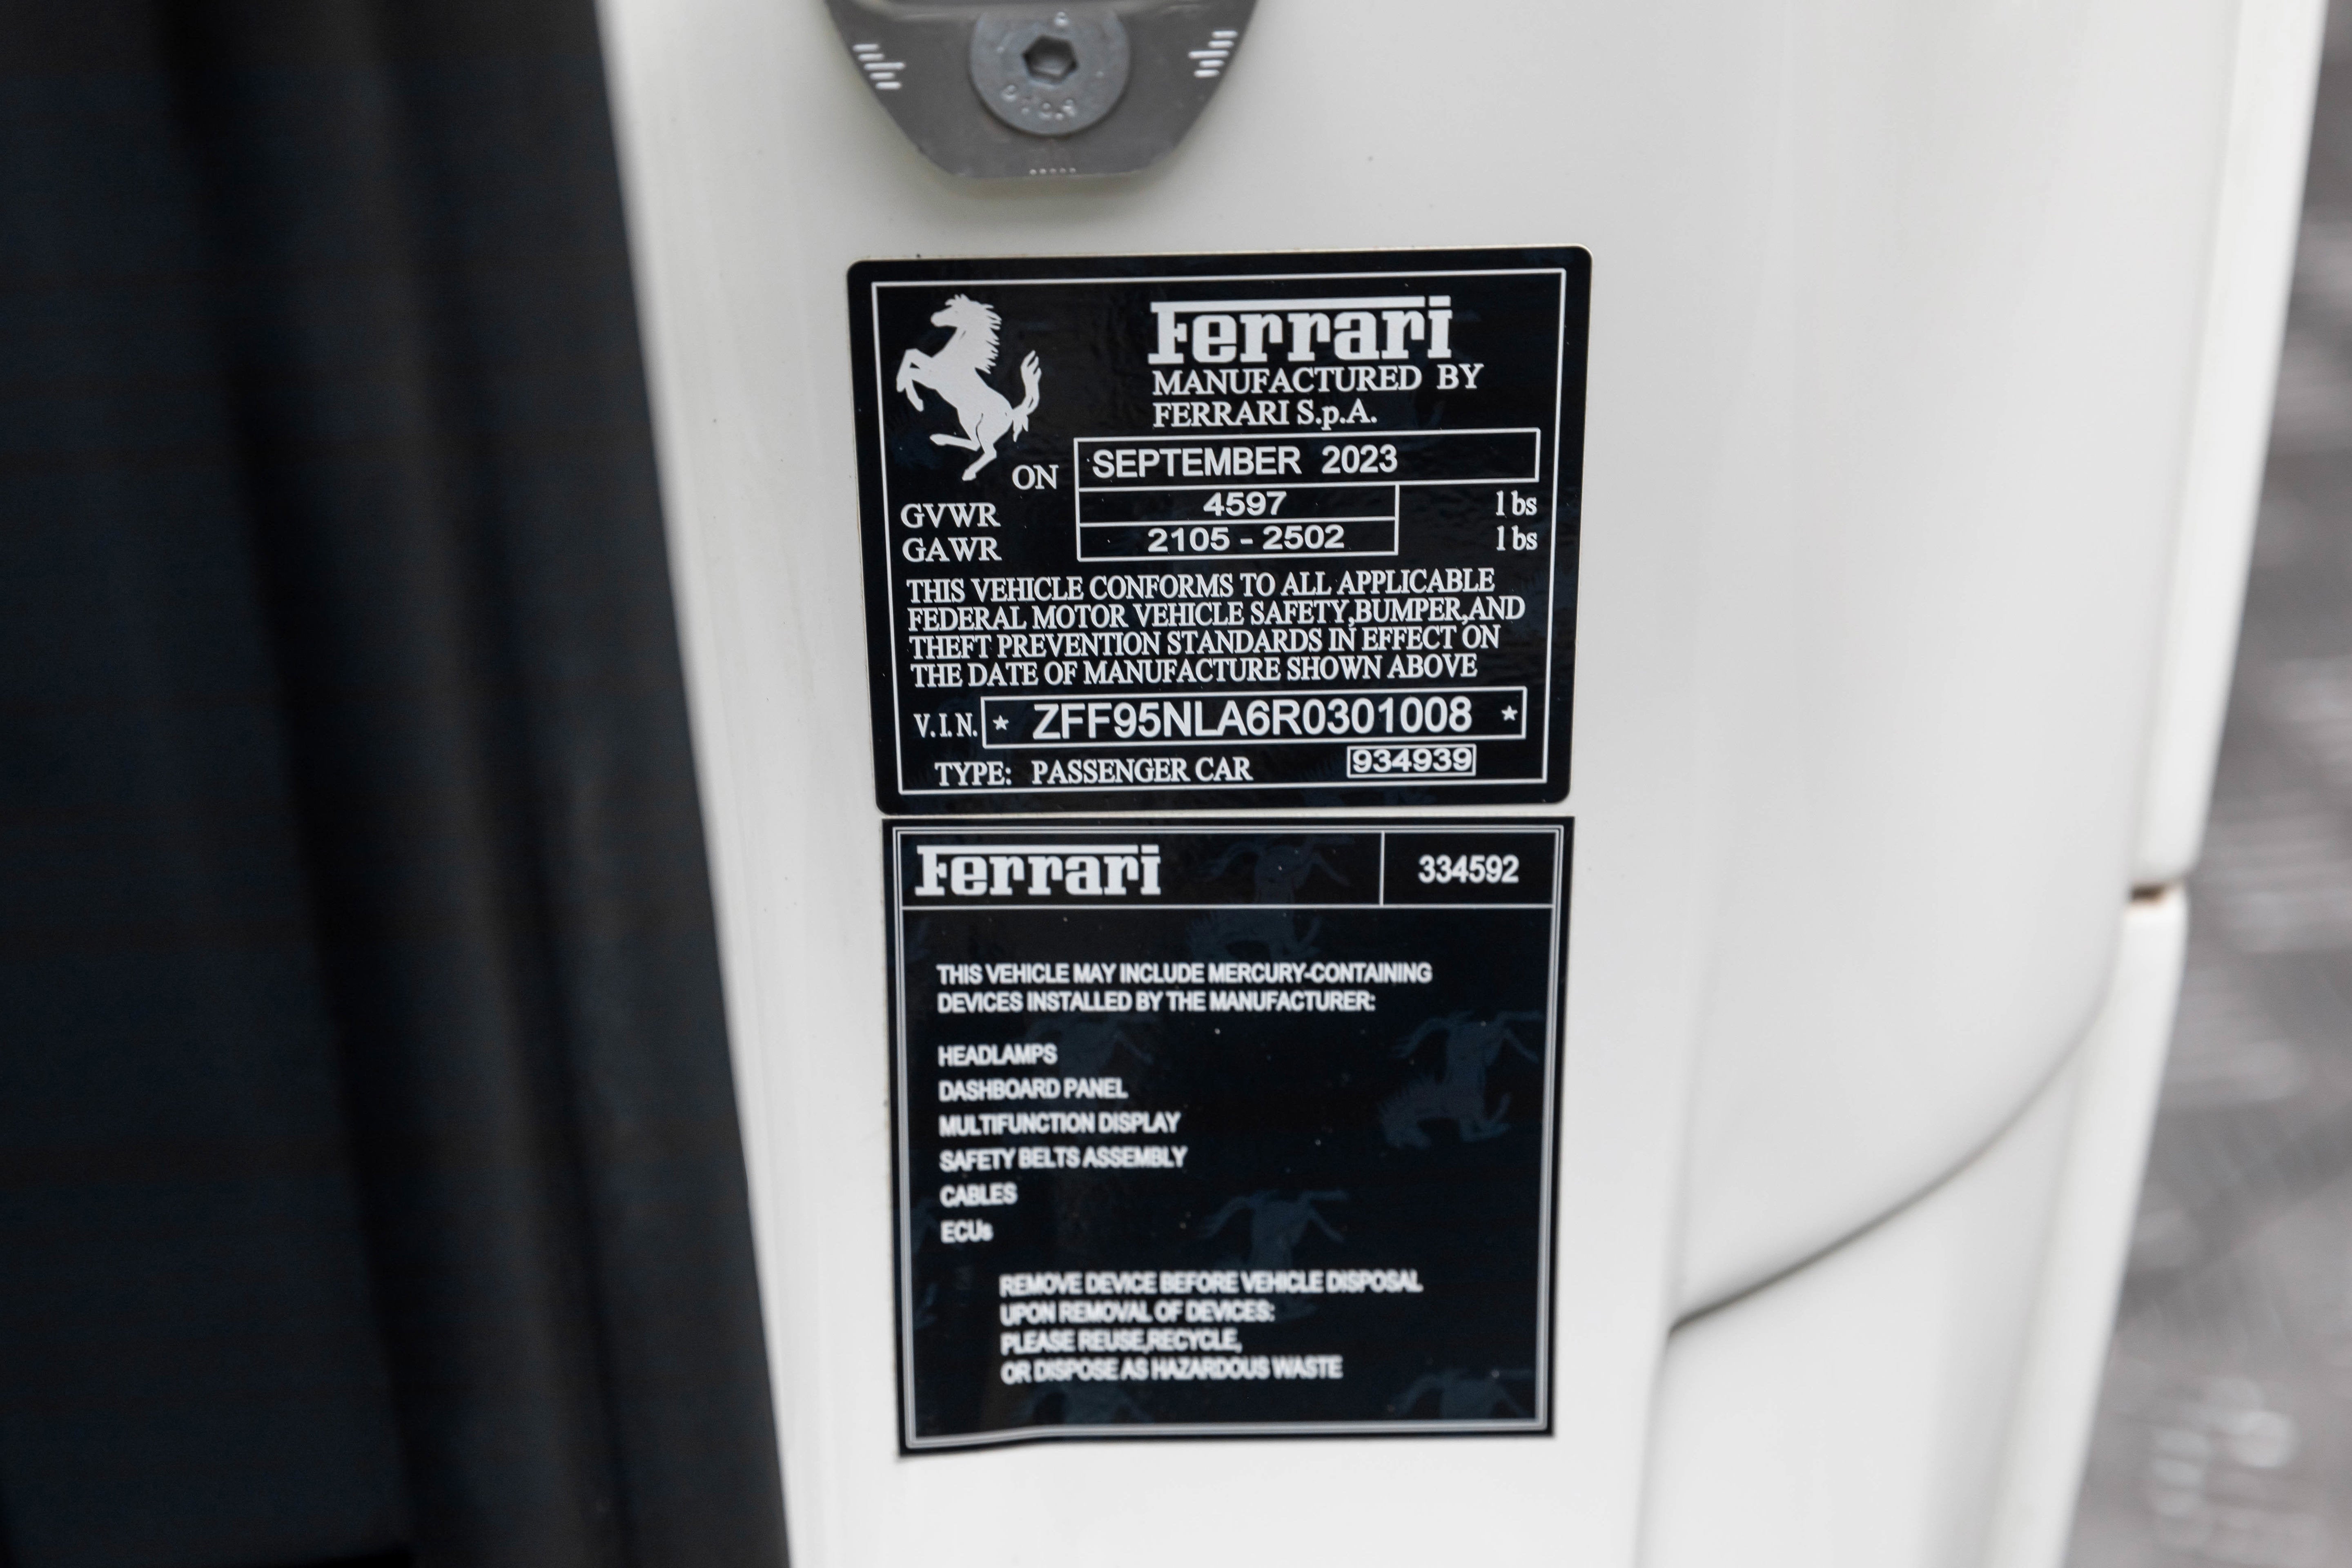 Ferrari
MANUFACTURED BY
FERRARI S.p.A.
ON SEPTEMBER 2023
GVWR 4597 lbs
GAWR 2105 - 2502 lbs
THIS VEHICLE CONFORMS TO ALL APPLICABLE
FEDERAL MOTOR VEHICLE SAFETY,BUMPER,AND
THEFT PREVENTION STANDARDS IN EFFECT ON
THE DATE OF MANUFACTURE SHOWN ABOVE
V.I.N. * ZFF95NLA6R0301008 *
TYPE: PASSENGER CAR 934939
Ferrari 334592
THIS VEHICLE MAY INCLUDE MERCURY-CONTAINING
DEVICES INSTALLED BY THE MANUFACTURER:
HEADLAMPS
DASHBOARD PANEL
MULTIFUNCTION DISPLAY
SAFETY BELTS ASSEMBLY
CABLES
ECUs
REMOVE DEVICE BEFORE VEHICLE DISPOSAL
UPON REMOVAL OF DEVICES:
PLEASE REUSE,RECYCLE,
OR DISPOSE AS HAZARDOUS WASTE